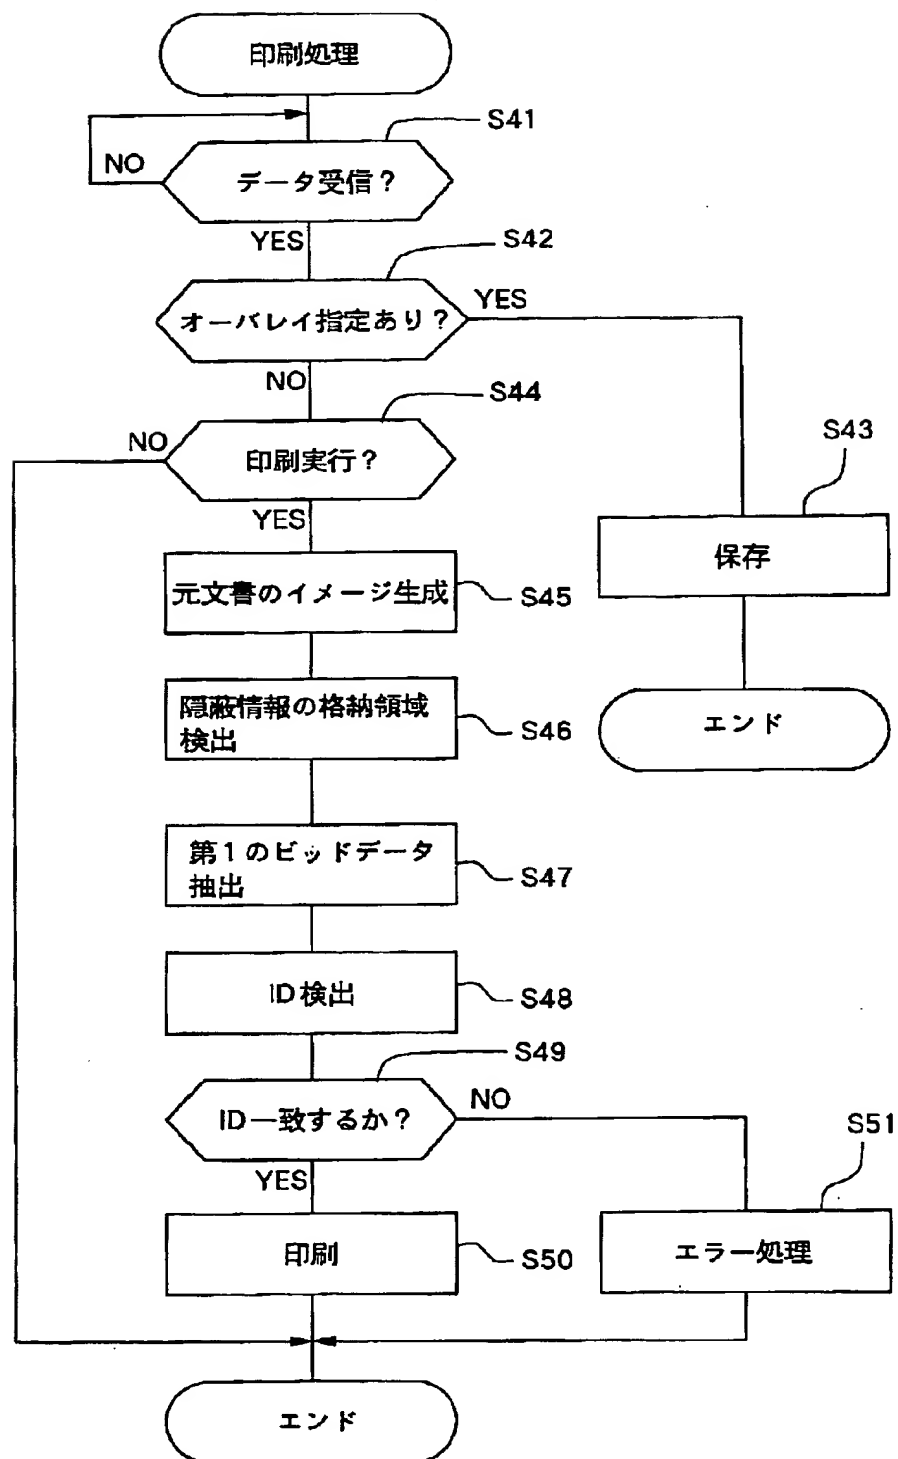 印刷処理
S41
NO
データ受信？
YES
S42
オーバレイ指定あり？
YES
NO
S44
NO
印刷実行？
S43
YES
保存
元文書のイメージ生成
S45
隠蔽情報の格納領域
検出
S46
エンド
第1のビッドデータ
抽出
S47
ID検出
S48
S49
ID一致するか？
NO
S51
YES
印刷
S50
エラー処理
エンド